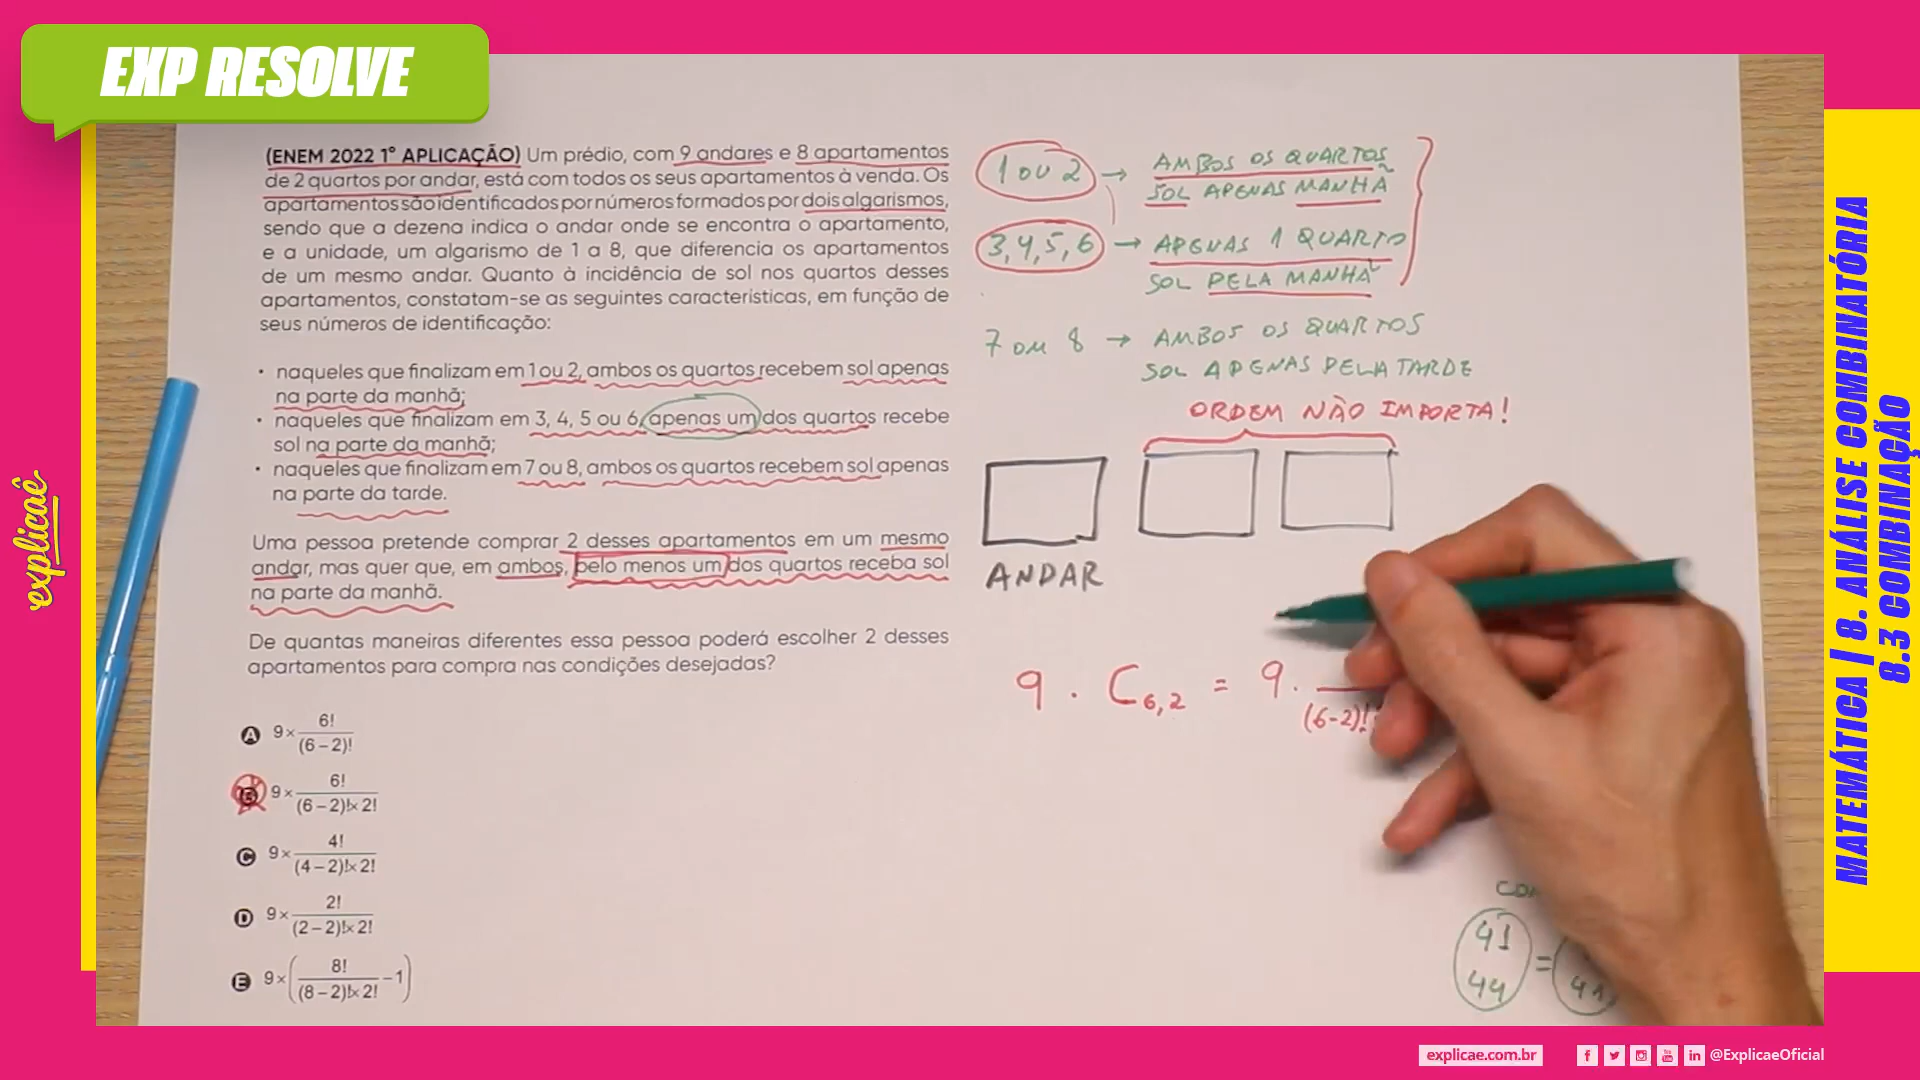 EXP RESOLVE
(ENEM 2022 1° APLICAÇÃO) Um prédio, com 9 andares e 8 apartamentos
de 2 quartos por andar, está com todos os seus apartamentos à venda. Os
apartamentos são identificados por números formados por dois algarismos,
sendo que a dezena indica o andar onde se encontra o apartamento,
e a unidade, um algarismo de 1 a 8, que diferencia os apartamentos
de um mesmo andar. Quanto à incidência de sol nos quartos desses
apartamentos, constatam-se as seguintes características, em função de
seus números de identificação:
• naqueles que finalizam em 1 ou 2, ambos os quartos recebem sol apenas
na parte da manhã;
• naqueles que finalizam em 3, 4, 5 ou 6, apenas um dos quartos recebe
sol na parte da manhã;
• naqueles que finalizam em 7 ou 8, ambos os quartos recebem sol apenas
na parte da tarde.
Uma pessoa pretende comprar 2 desses apartamentos em um mesmo
andar, mas quer que, em ambos, pelo menos um dos quartos receba sol
na parte da manhã.
De quantas maneiras diferentes essa pessoa poderá escolher 2 desses
apartamentos para compra nas condições desejadas?
A 9× 6!/(6–2)!
B 9× 6!/(6–2)!×2!
C 9× 4!/(4–2)!×2!
D 9× 2!/(2–2)!×2!
E 9×(8!/(8–2)!×2! –1)
1 OU 2 → AMBOS OS QUARTOS
SOL APENAS MANHÃ
3,4,5,6 → APENAS 1 QUARTO
SOL PELA MANHÃ
7 OU 8 → AMBOS OS QUARTOS
SOL APENAS PELA TARDE
ORDEM NÃO IMPORTA!
ANDAR
9 . C6,2 = 9 .
(6-2)!
41
44
=
explicaê
MATEMÁTICA | 8. ANÁLISE COMBINATÓRIA
8.3 COMBINAÇÃO
explicae.com.br
@ExplicaeOficial